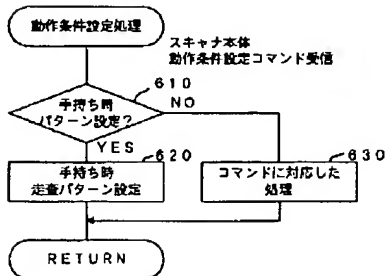 動作条件設定処理
スキャナ本体
動作条件設定コマンド受信
610
手持ち時
パターン設定?
NO
YES
620
手持ち時
走査パターン設定
630
コマンドに対応した
処理
RETURN